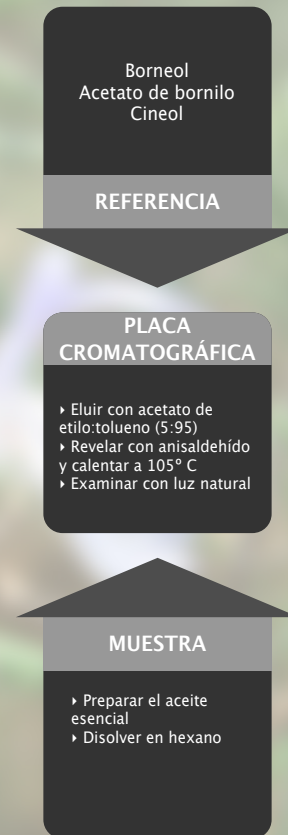 Borneol
Acetato de bornilo
Cineol
REFERENCIA
PLACA
CROMATOGRÁFICA
‣ Eluir con acetato de
etilo:tolueno (5:95)
‣ Revelar con anisaldehído
y calentar a 105º C
‣ Examinar con luz natural
MUESTRA
‣ Preparar el aceite
esencial
‣ Disolver en hexano